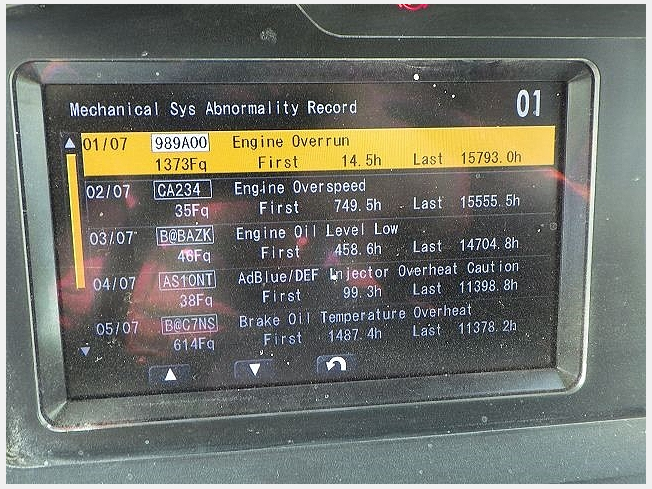 Mechanical Sys Abnormality Record 01
01/07 989A00 Engine Overrun
1373Fq First 14.5h Last 15793.0h
02/07 CA234 Engine Overspeed
35Fq First 749.5h Last 15555.5h
03/07 B@BAZK Engine Oil Level Low
46Fq First 458.6h Last 14704.8h
04/07 AS10NT AdBlue/DEF Injector Overheat Caution
38Fq First 99.3h Last 11398.8h
05/07 B@C7NS Brake Oil Temperature Overheat
614Fq First 1487.4h Last 11378.2h